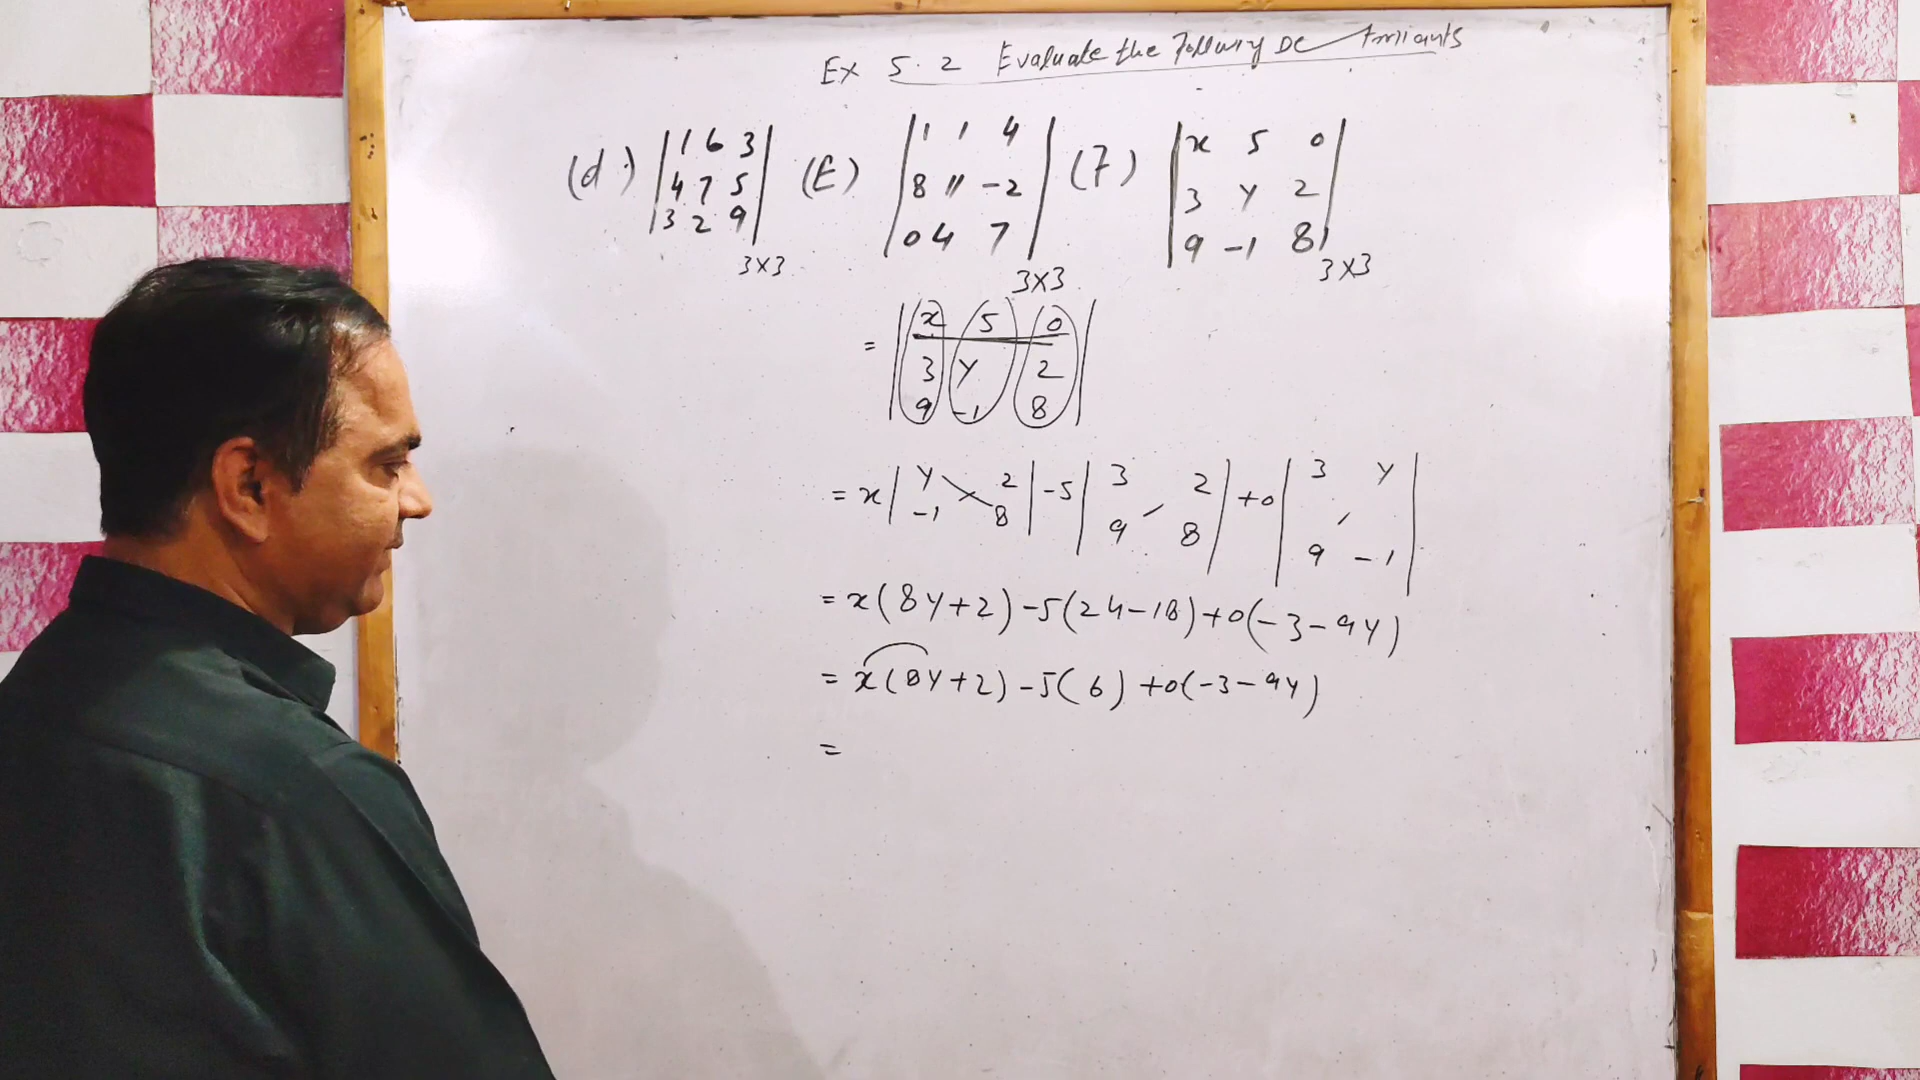 Ex 5.2 Evaluate the Following De
(d.) | 1 6 3 | (E) | 1 1 4 | (F) | x 5 0 |
| 4 7 5 | | 8 11 -2 | | 3 y 2 |
| 3 2 9 | | 0 4 7 | | 9 -1 8 |
3x3 3x3 3x3
= | x 5 0 |
| 3 y 2 |
| 9 -1 8 |
= x | y 2 | -5 | 3 2 | +0 | 3 y |
| -1 8 | | 9 8 | | 9 -1 |
= x(8y+2)-5(24-18)+0(-3-9y)
= x(8y+2)-5(6)+0(-3-9y)
=